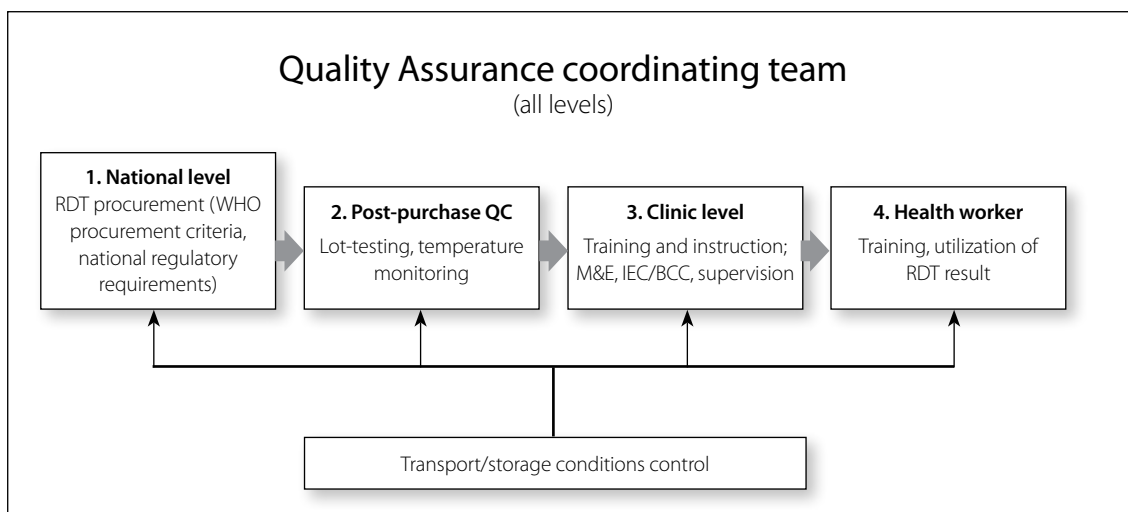 Quality Assurance coordinating team
(all levels)
1. National level
RDT procurement (WHO
procurement criteria,
national regulatory
requirements)
2. Post-purchase QC
Lot-testing, temperature
monitoring
3. Clinic level
Training and instruction;
M&E, IEC/BCC, supervision
4. Health worker
Training, utilization of
RDT result
Transport/storage conditions control